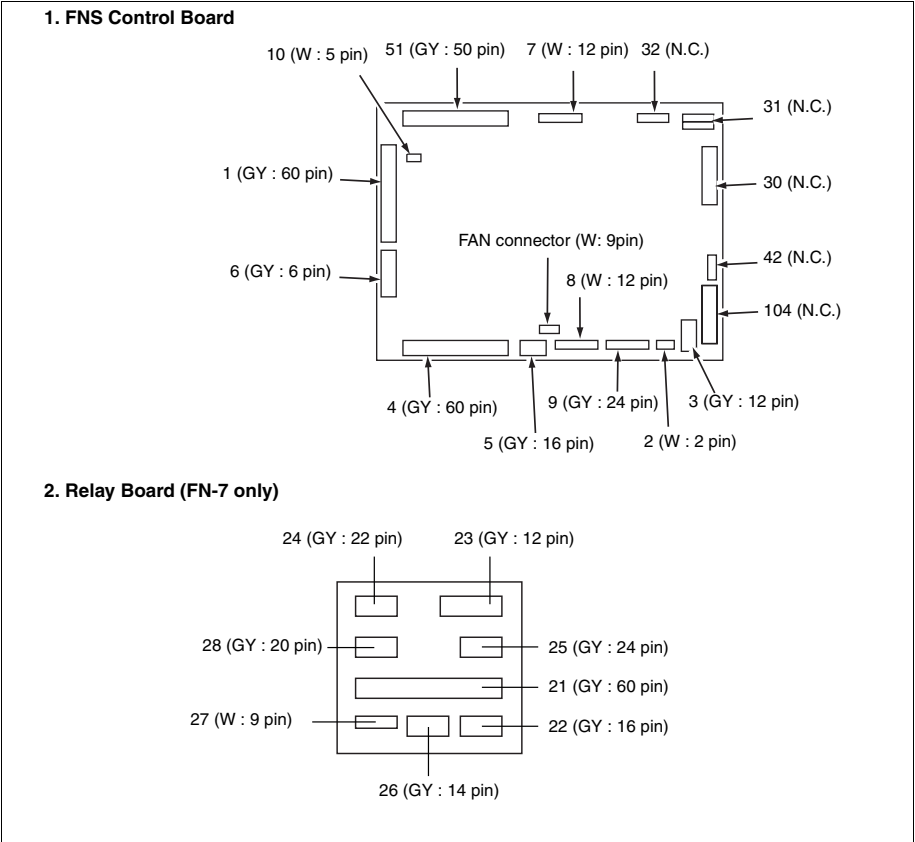 1. FNS Control Board
10 (W : 5 pin)
51 (GY : 50 pin)
7 (W : 12 pin)
32 (N.C.)
31 (N.C.)
1 (GY : 60 pin)
30 (N.C.)
FAN connector (W: 9pin)
6 (GY : 6 pin)
8 (W : 12 pin)
42 (N.C.)
104 (N.C.)
4 (GY : 60 pin)
9 (GY : 24 pin)
3 (GY : 12 pin)
5 (GY : 16 pin)
2 (W : 2 pin)
2. Relay Board (FN-7 only)
24 (GY : 22 pin)
23 (GY : 12 pin)
28 (GY : 20 pin)
25 (GY : 24 pin)
21 (GY : 60 pin)
27 (W : 9 pin)
22 (GY : 16 pin)
26 (GY : 14 pin)